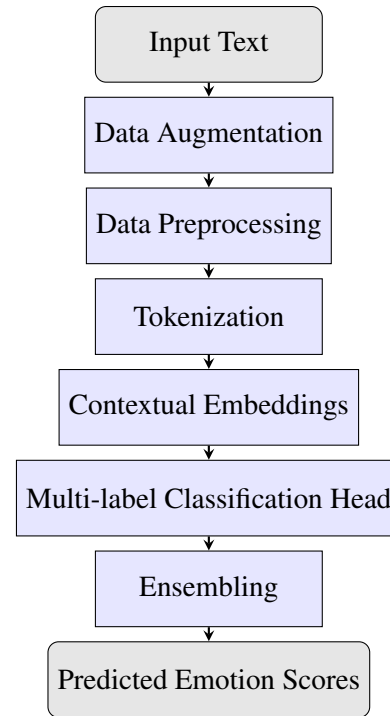 Input Text
Data Augmentation
Data Preprocessing
Tokenization
Contextual Embeddings
Multi-label Classification Head
Ensembling
Predicted Emotion Scores